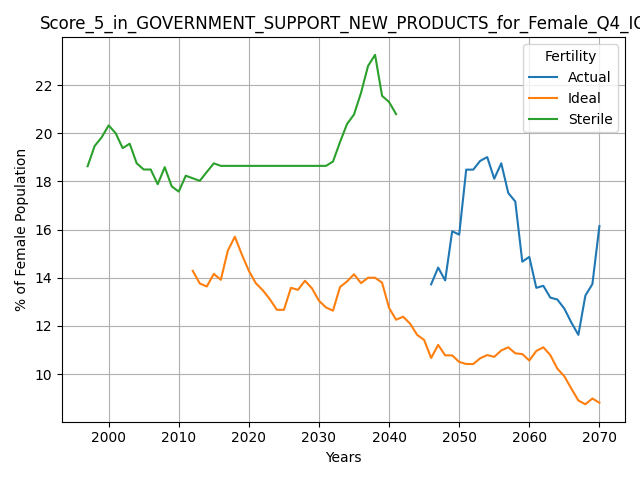 Score_5_in_GOVERNMENT_SUPPORT_NEW_PRODUCTS_for_Female_Q4_IC
Fertility
Actual
Ideal
Sterile
% of Female Population
22
20
18
16
14
12
10
2000 2010 2020 2030 2040 2050 2060 2070
Years